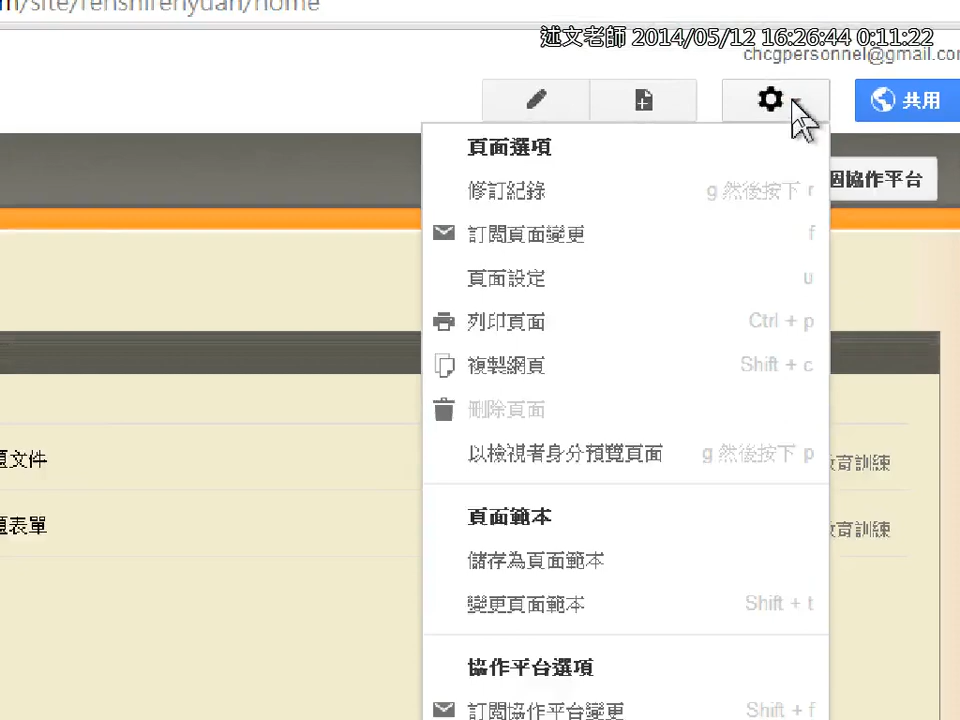 /site/renshirenyuan/home
述文老師 2014/05/12 16:26:44 0:11:22
chcgpersonnel@gmail.co
共用
個協作平台
頁面選項
修訂紀錄 g 然後按下 r
訂閱頁面變更 f
頁面設定 u
列印頁面 Ctrl + p
複製網頁 Shift + c
刪除頁面
以檢視者身分預覽頁面 g 然後按下 p
題文件
教育訓練
頁面範本
題表單
教育訓練
儲存為頁面範本
變更頁面範本 Shift + t
協作平台選項
訂閱協作平台變更 Shift + f